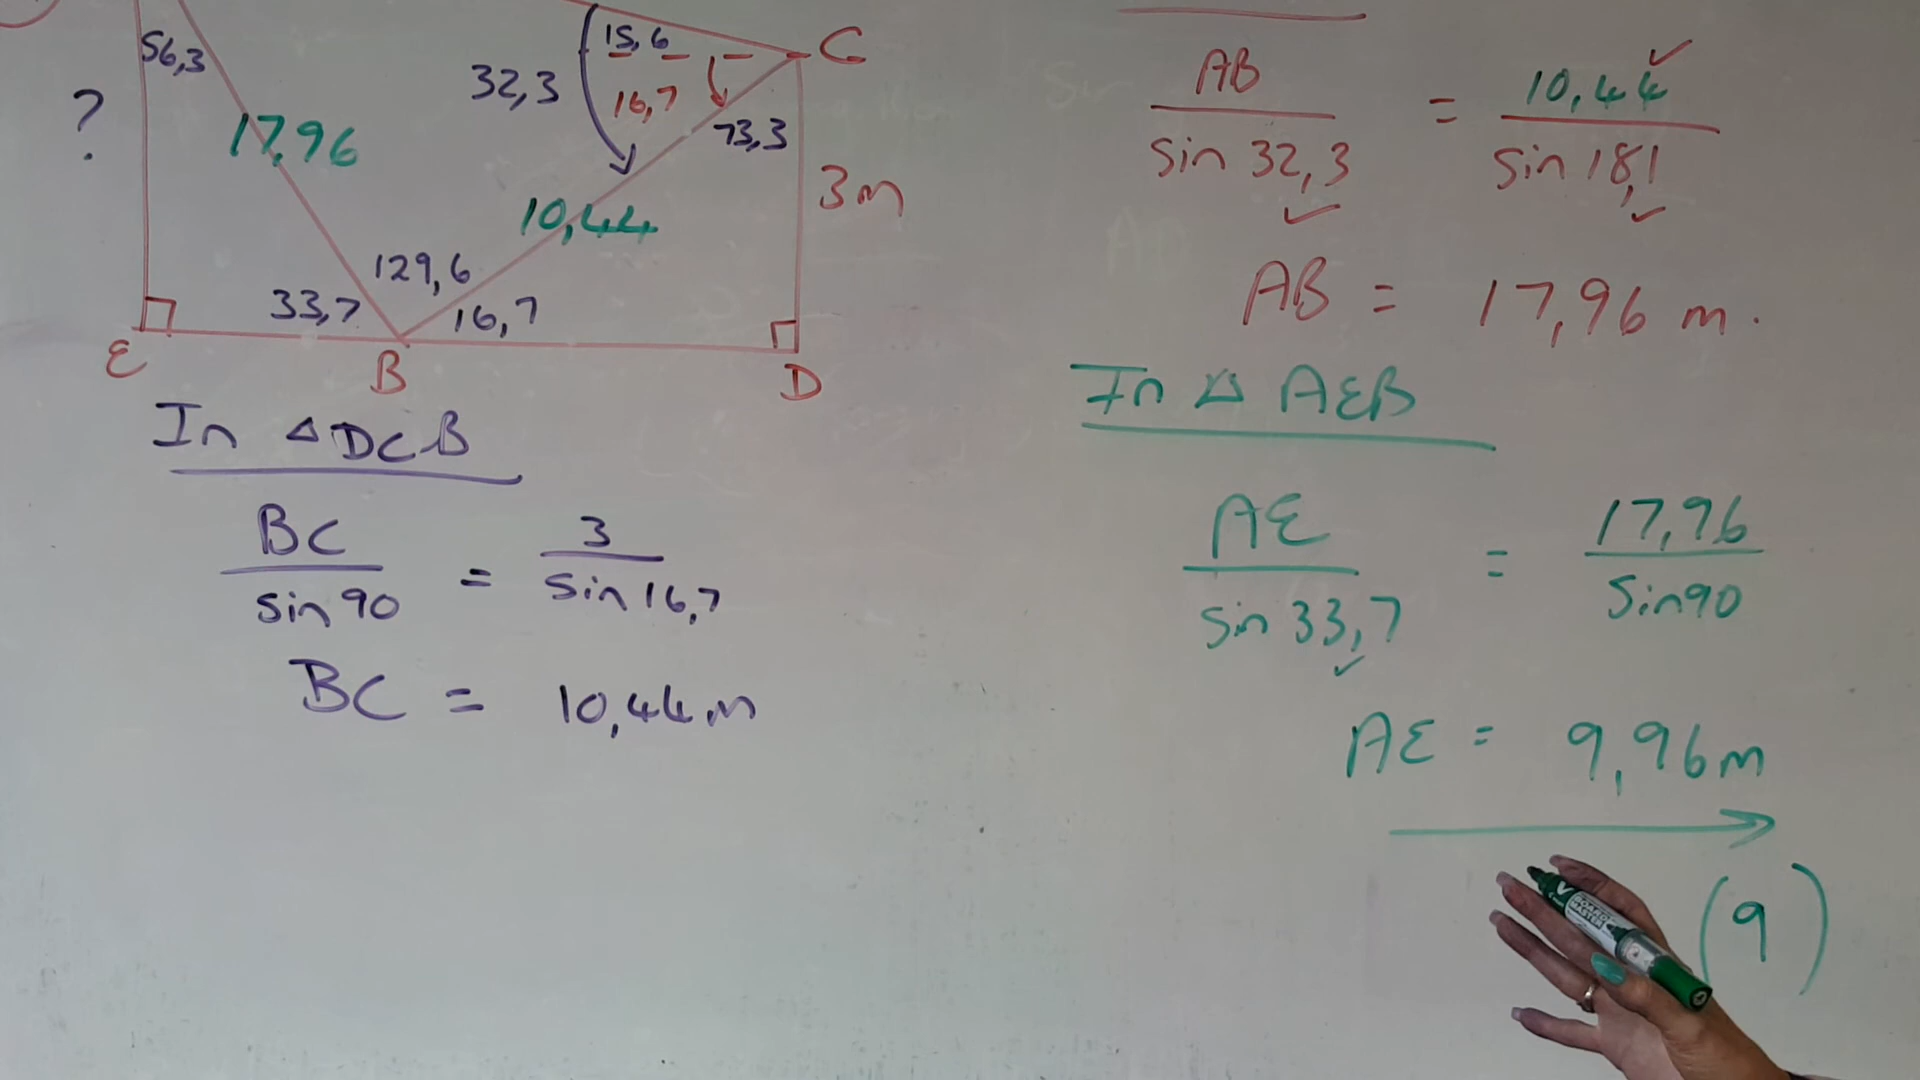 56,3
15,6
C
32,3
16,7
73,3
?
17,96
3m
10,44
129,6
33,7
16,7
E
B
D
In △ DCB
BC / sin 90 = 3 / sin 16,7
BC = 10,44m
AB / sin 32,3 = 10,44 / sin 18,1
AB = 17,96 m.
In △ AEB
AE / sin 33,7 = 17,96 / sin 90
AE = 9,96m
(9)
BOARD MASTER